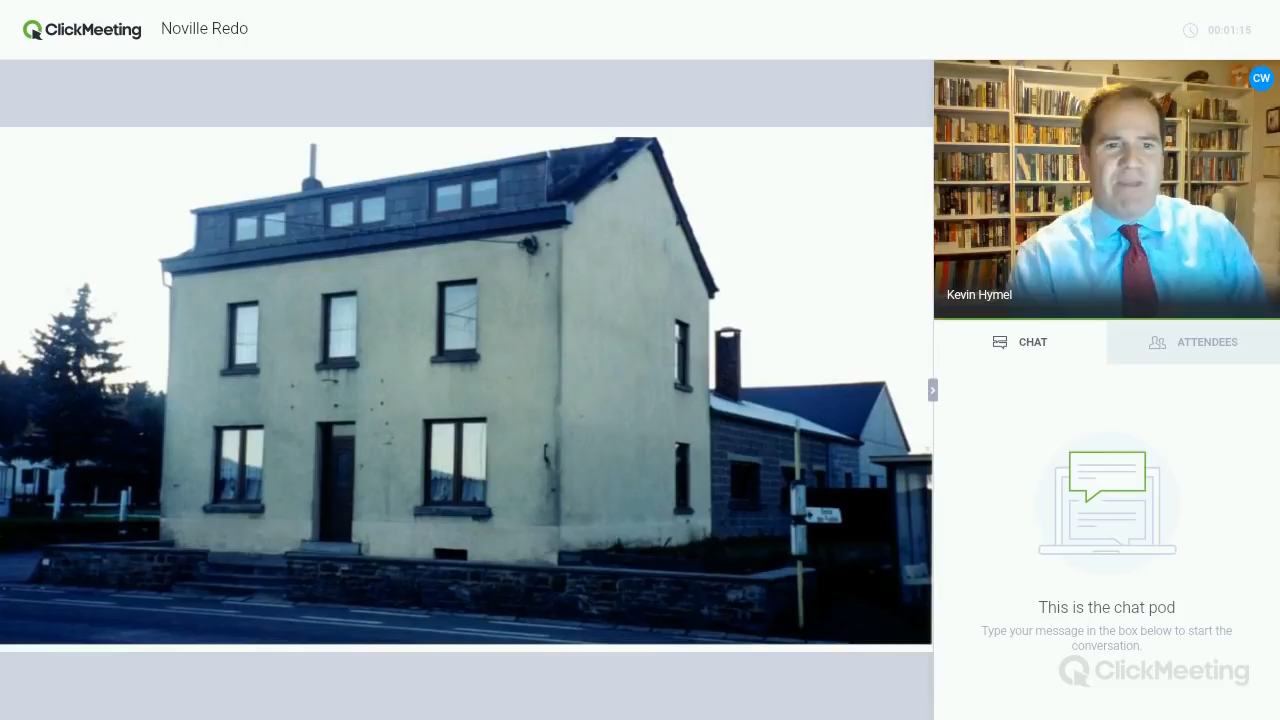 ClickMeeting
Noville Redo
00:01:15
CW
Kevin Hymel
CHAT
ATTENDEES
This is the chat pod
Type your message in the box below to start the
conversation.
ClickMeeting